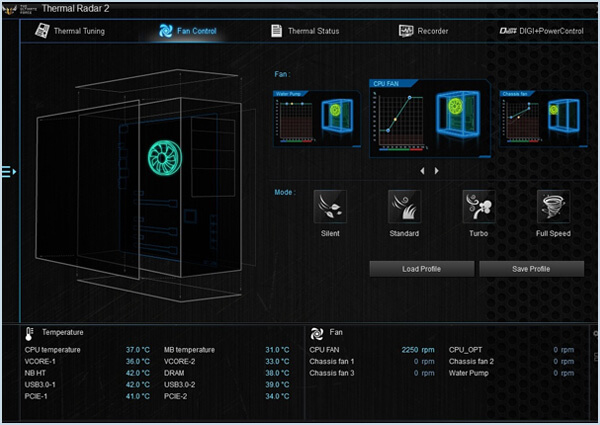 THE ULTIMATE FORCE
Thermal Radar 2
Thermal Tuning
Fan Control
Thermal Status
Recorder
DIGI+PowerControl
Fan :
Water Pump
CPU FAN
Chassis fan
Mode :
Silent
Standard
Turbo
Full Speed
Load Profile
Save Profile
Temperature
CPU temperature 37.0 °C MB temperature 31.0 °C
VCORE-1 36.0 °C VCORE-2 33.0 °C
NB HT 42.0 °C DRAM 38.0 °C
USB3.0-1 42.0 °C USB3.0-2 39.0 °C
PCIE-1 41.0 °C PCIE-2 34.0 °C
Fan
CPU FAN 2250 rpm CPU_OPT 0 rpm
Chassis fan 1 0 rpm Chassis fan 2 0 rpm
Chassis fan 3 0 rpm Water Pump 0 rpm